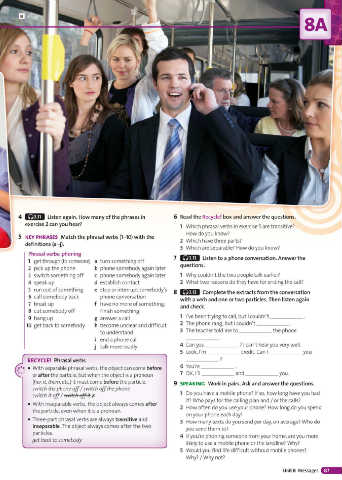 8A
4 3.11 Listen again. How many of the phrases in
exercise 2 can you hear?
5 KEY PHRASES Match the phrasal verbs (1–10) with the
definitions (a–j).
Phrasal verbs: phoning
1 get through (to someone)
2 pick up the phone
3 switch something off
4 speak up
5 run out of something
6 call somebody back
7 break up
8 cut somebody off
9 hang up
10 get back to somebody
a turn something off
b phone somebody again later
c phone somebody again later
d establish contact
e stop or interrupt somebody's
phone conversation
f have no more of something;
finish something
g answer a call
h become unclear and difficult
to understand
i end a phone call
j talk more loudly
RECYCLE! Phrasal verbs
• With separable phrasal verbs, the object can come before
or after the particle, but when the object is a pronoun
(her, it, them, etc.) it must come before the particle.
switch the phone off / switch off the phone
switch it off / switch off it
• With inseparable verbs, the object always comes after
the particle, even when it is a pronoun.
• Three-part phrasal verbs are always transitive and
inseparable. The object always comes after the two
particles.
get back to somebody
6 Read the Recycle! box and answer the questions.
1 Which phrasal verbs in exercise 5 are transitive?
How do you know?
2 Which have three parts?
3 Which are separable? How do you know?
7 Listen to a phone conversation. Answer the
questions.
1 Why couldn't the two people talk earlier?
2 What two reasons do they have for ending the call?
8 Complete the extracts from the conversation
with a verb and one or two particles. Then listen again
and check.
1 I've been trying to call, but I couldn't
2 The phone rang, but I couldn't
3 The teacher told me to the phone
4 Can you ? I can't hear you very well.
5 Look, I'm credit. Can I you
?
6 You're
7 OK, I'll and you.
9 SPEAKING Work in pairs. Ask and answer the questions.
1 Do you have a mobile phone? If so, how long have you had
it? Who pays for the calling plan and / or the calls?
2 How often do you use your phone? How long do you spend
on your phone each day?
3 How many texts do you send per day, on average? Who do
you send them to?
4 If you're phoning someone from your home, are you more
likely to use a mobile phone or the landline? Why?
5 Would you find life difficult without mobile phones?
Why? / Why not?
Unit 8 Messages 87